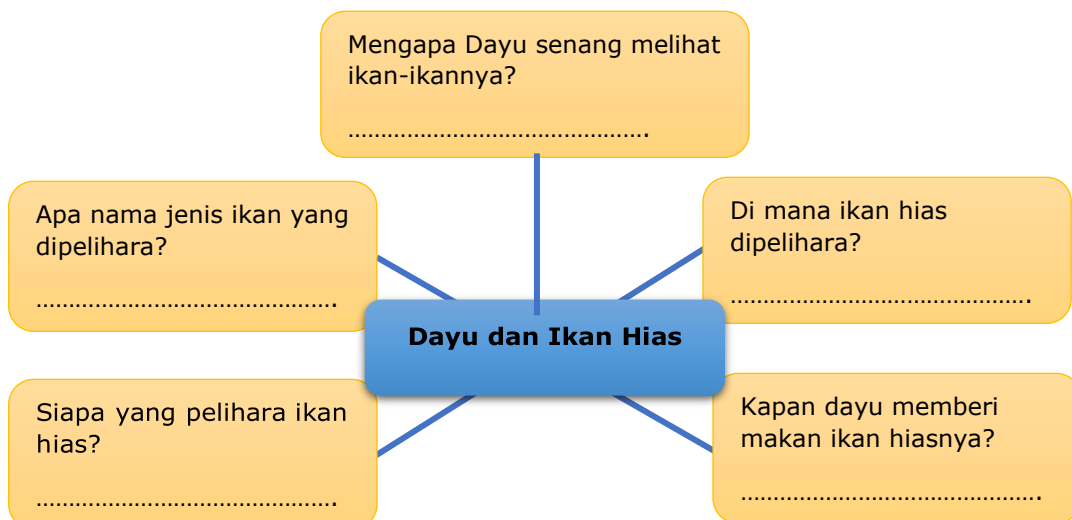 Mengapa Dayu senang melihat
ikan-ikannya?
……………………………………….
Apa nama jenis ikan yang
dipelihara?
……………………………………….
Di mana ikan hias
dipelihara?
……………………………………….
Dayu dan Ikan Hias
Siapa yang pelihara ikan
hias?
……………………………………….
Kapan dayu memberi
makan ikan hiasnya?
……………………………………….